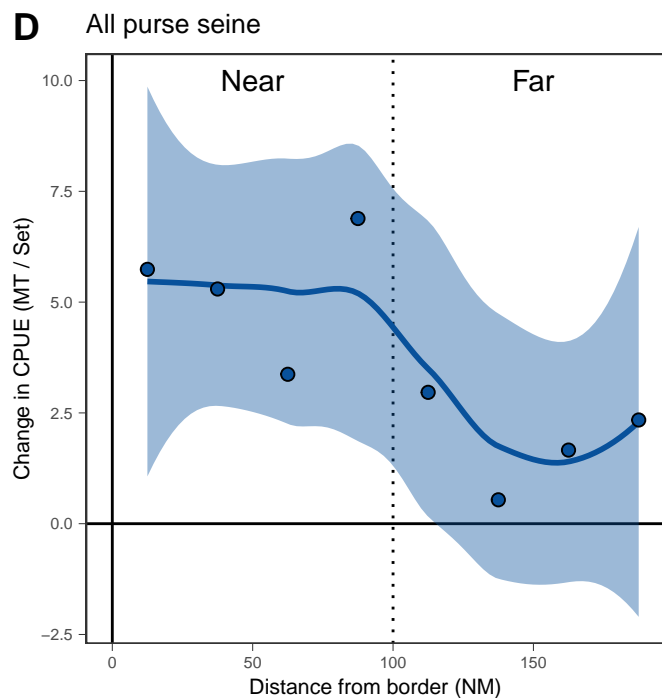 D All purse seine
Near Far
10.0
7.5
5.0
2.5
0.0
−2.5
Change in CPUE (MT / Set)
0 50 100 150
Distance from border (NM)